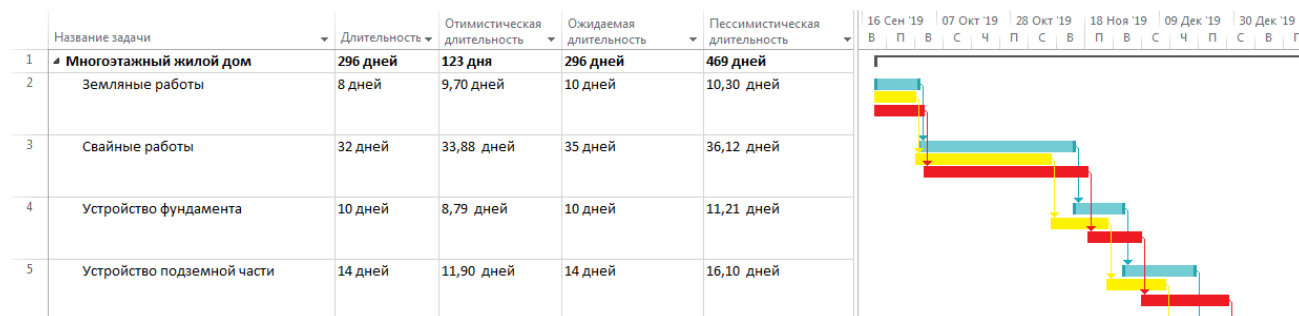 Название задачи Длительность Отимистическая длительность Ожидаемая длительность Пессимистическая длительность
16 Сен '19 07 Окт '19 28 Окт '19 18 Ноя '19 09 Дек '19 30 Дек '19
В П В С Ч П С В П В С Ч П С В П
1 Многоэтажный жилой дом 296 дней 123 дня 296 дней 469 дней
2 Земляные работы 8 дней 9,70 дней 10 дней 10,30 дней
3 Свайные работы 32 дней 33,88 дней 35 дней 36,12 дней
4 Устройство фундамента 10 дней 8,79 дней 10 дней 11,21 дней
5 Устройство подземной части 14 дней 11,90 дней 14 дней 16,10 дней